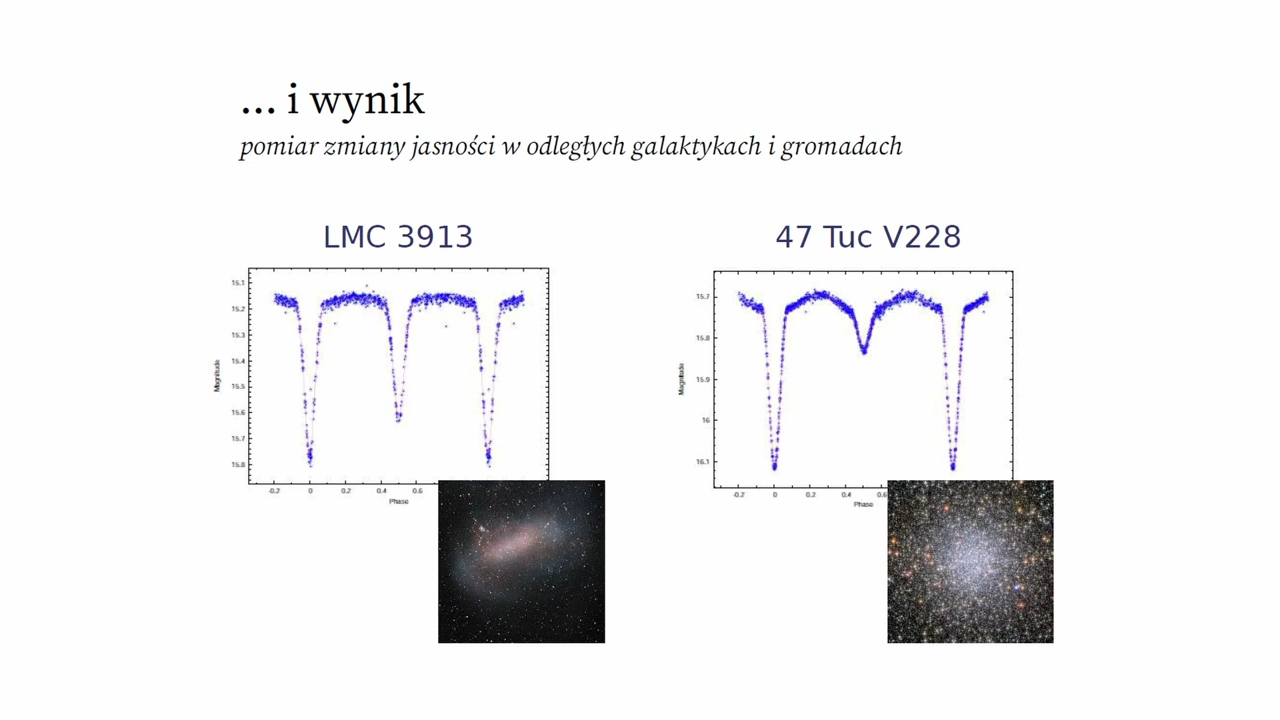 ... i wynik
pomiar zmiany jasności w odległych galaktykach i gromadach
LMC 3913
47 Tuc V228
15.1
15.2
15.3
15.4
15.5
15.6
15.7
15.8
Magnitude
-0.2
0
0.2
0.4
0.6
Phase
15.7
15.8
15.9
16
16.1
Magnitude
-0.2
0
0.2
0.4
0.6
Phase